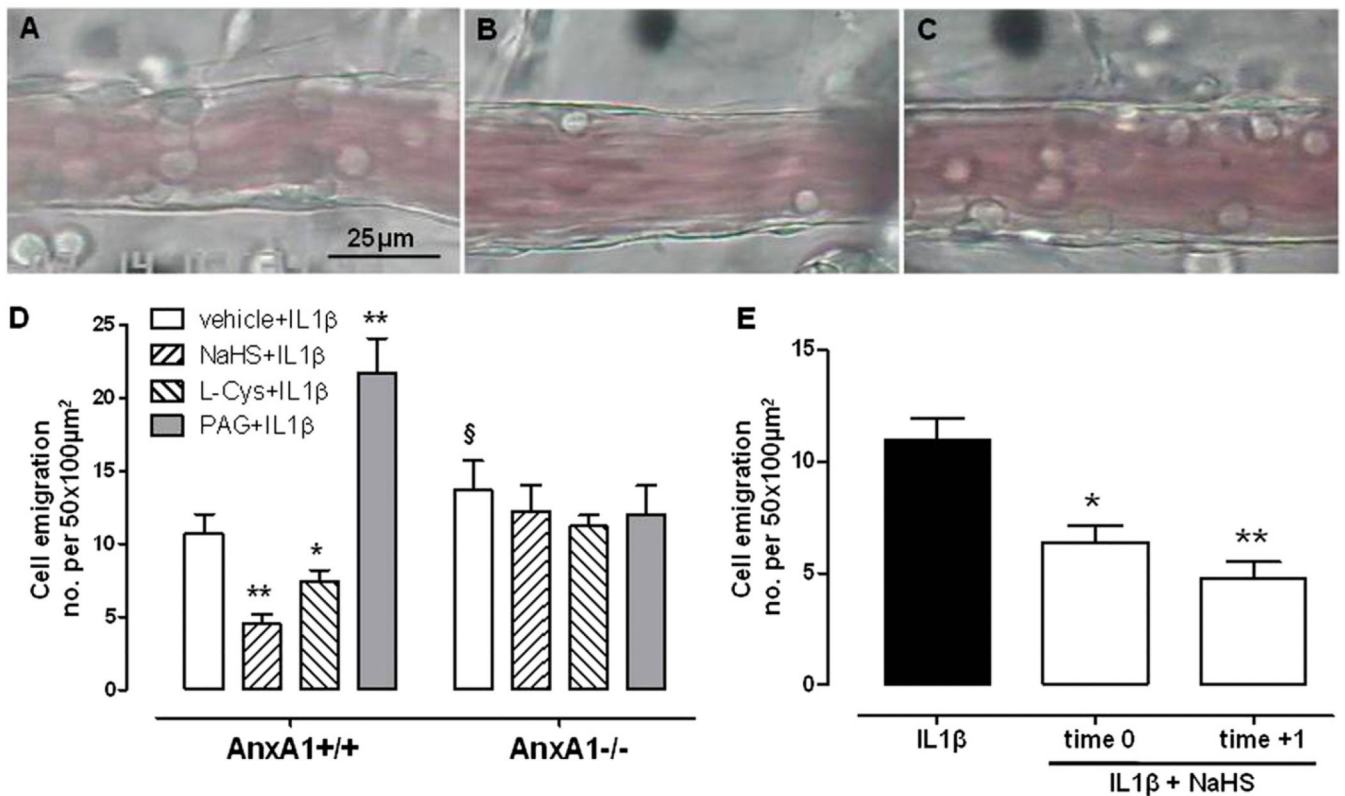 A
B
C
25µm
D
vehicle+IL1β
NaHS+IL1β
L-Cys+IL1β
PAG+IL1β
Cell emigration
no. per 50x100µm²
25
20
15
10
5
0
**
*
**
§
AnxA1+/+
AnxA1-/-
E
Cell emigration
no. per 50x100µm²
15
10
5
0
*
**
IL1β
time 0
time +1
IL1β + NaHS